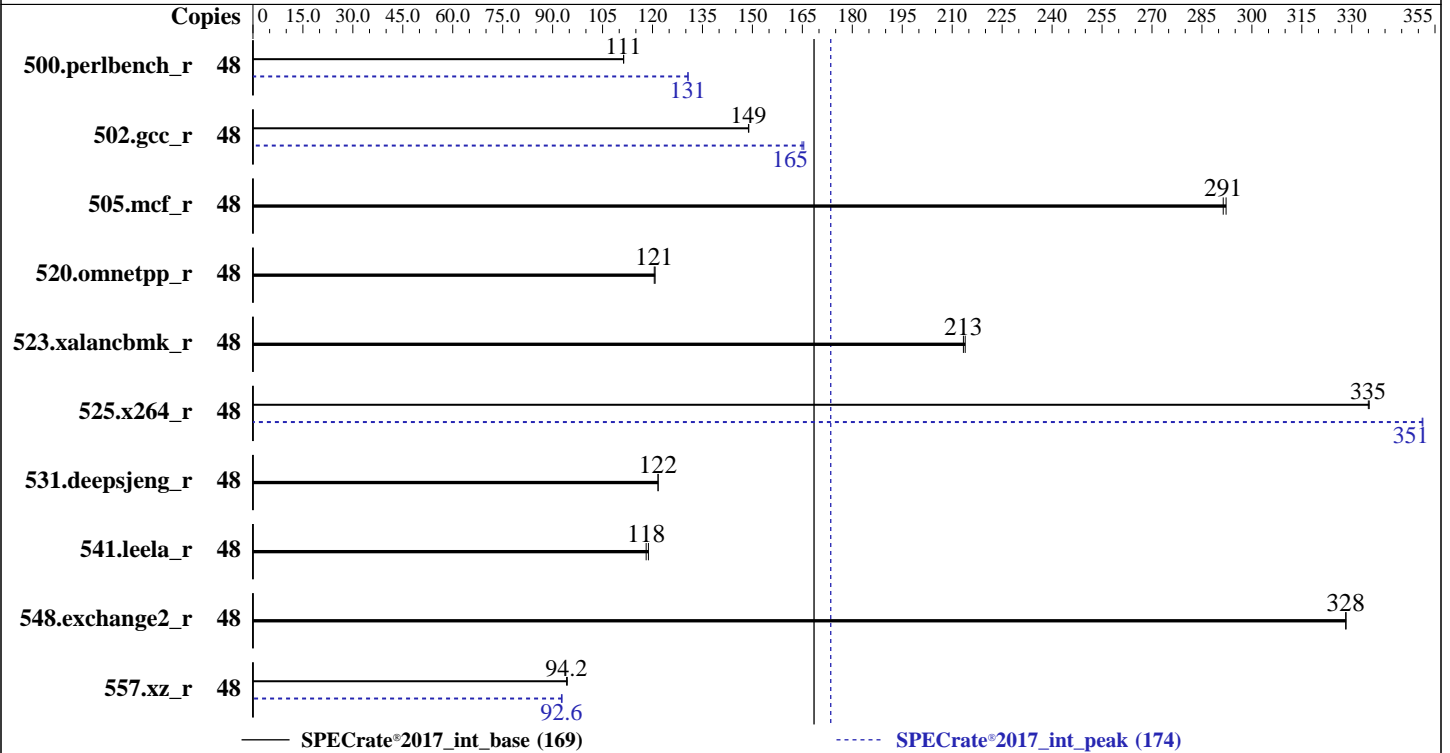 Copies 0 15.0 30.0 45.0 60.0 75.0 90.0 105 120 135 150 165 180 195 210 225 240 255 270 285 300 315 330 355
500.perlbench_r 48 111
131
502.gcc_r 48 149
165
505.mcf_r 48 291
520.omnetpp_r 48 121
523.xalancbmk_r 48 213
525.x264_r 48 335
351
531.deepsjeng_r 48 122
541.leela_r 48 118
548.exchange2_r 48 328
557.xz_r 48 94.2
92.6
SPECrate®2017_int_base (169) SPECrate®2017_int_peak (174)